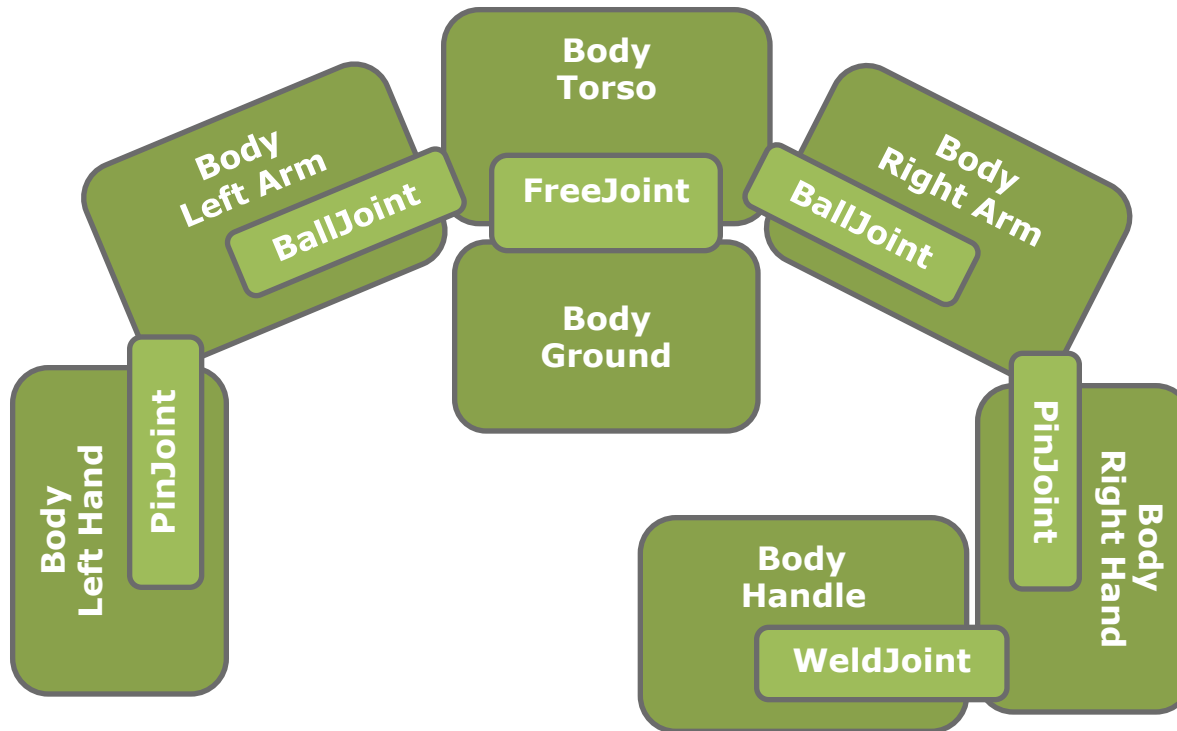 Body
Torso
FreeJoint
Body
Ground
Body
Left Arm
BallJoint
Body
Right Arm
BallJoint
PinJoint
Body
Left Hand
PinJoint
Body
Right Hand
Body
Handle
WeldJoint